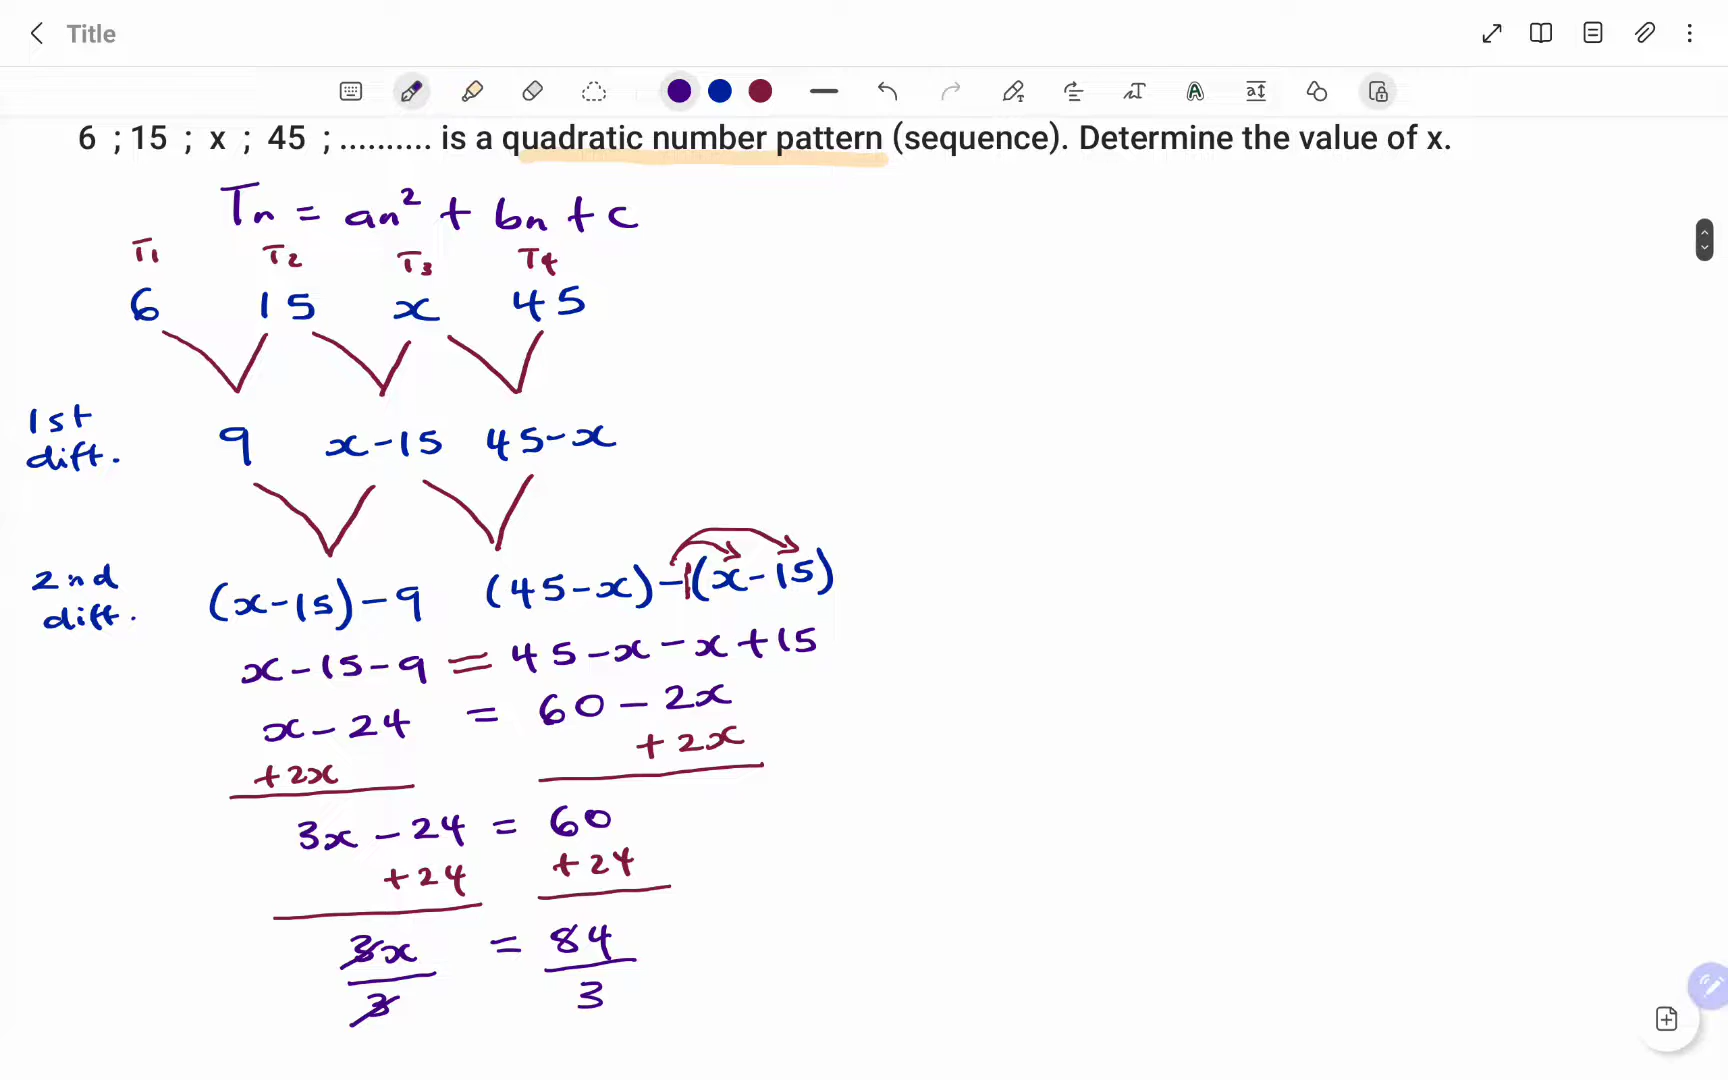 Title
6 ; 15 ; x ; 45 ; .......... is a quadratic number pattern (sequence). Determine the value of x.
Tn = an² + bn + c
T1 T2 T3 T4
6 15 x 45
1st diff. 9 x-15 45-x
2nd diff. (x-15)-9 (45-x)-1(x-15)
x-15-9 = 45-x-x+15
x-24 = 60-2x
+2x +2x
3x-24 = 60
+24 +24
3x = 84
3 3